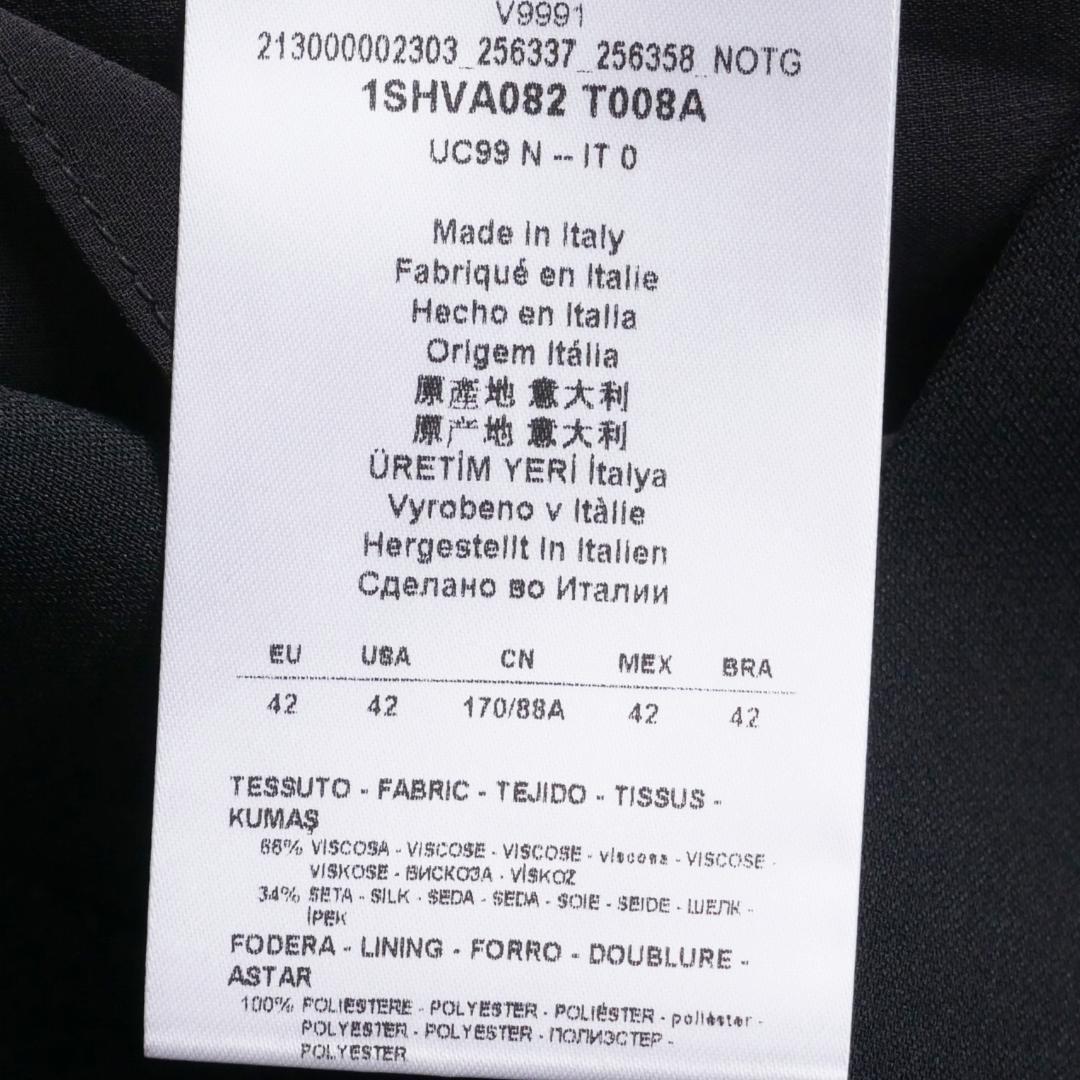 V9991
213000002303_256337_256358_NOTG
1SHVA082 T008A
UC99 N -- IT 0
Made in Italy
Fabriqué en Italie
Hecho en Italia
Origem Itália
原產地 意大利
原产地 意大利
ÜRETİM YERİ İtalya
Vyrobeno v Itàlie
Hergestellt in Italien
Сделано во Италии
EU USA CN MEX BRA
42 42 170/88A 42 42
TESSUTO - FABRIC - TEJIDO - TISSUS -
KUMAŞ
66% VISCOSA - VISCOSE - VISCOSE - viscosa - VISCOSE -
VISKOSE - ВИСКОЗА - VİSKOZ
34% SETA - SILK - SEDA - SEDA - SOIE - SEIDE - ШЕЛК -
İPEK
FODERA - LINING - FORRO - DOUBLURE -
ASTAR
100% POLIESTERE - POLYESTER - POLIÉSTER - poliéster -
POLYESTER - POLYESTER - ПОЛИЭСТЕР -
POLYESTER